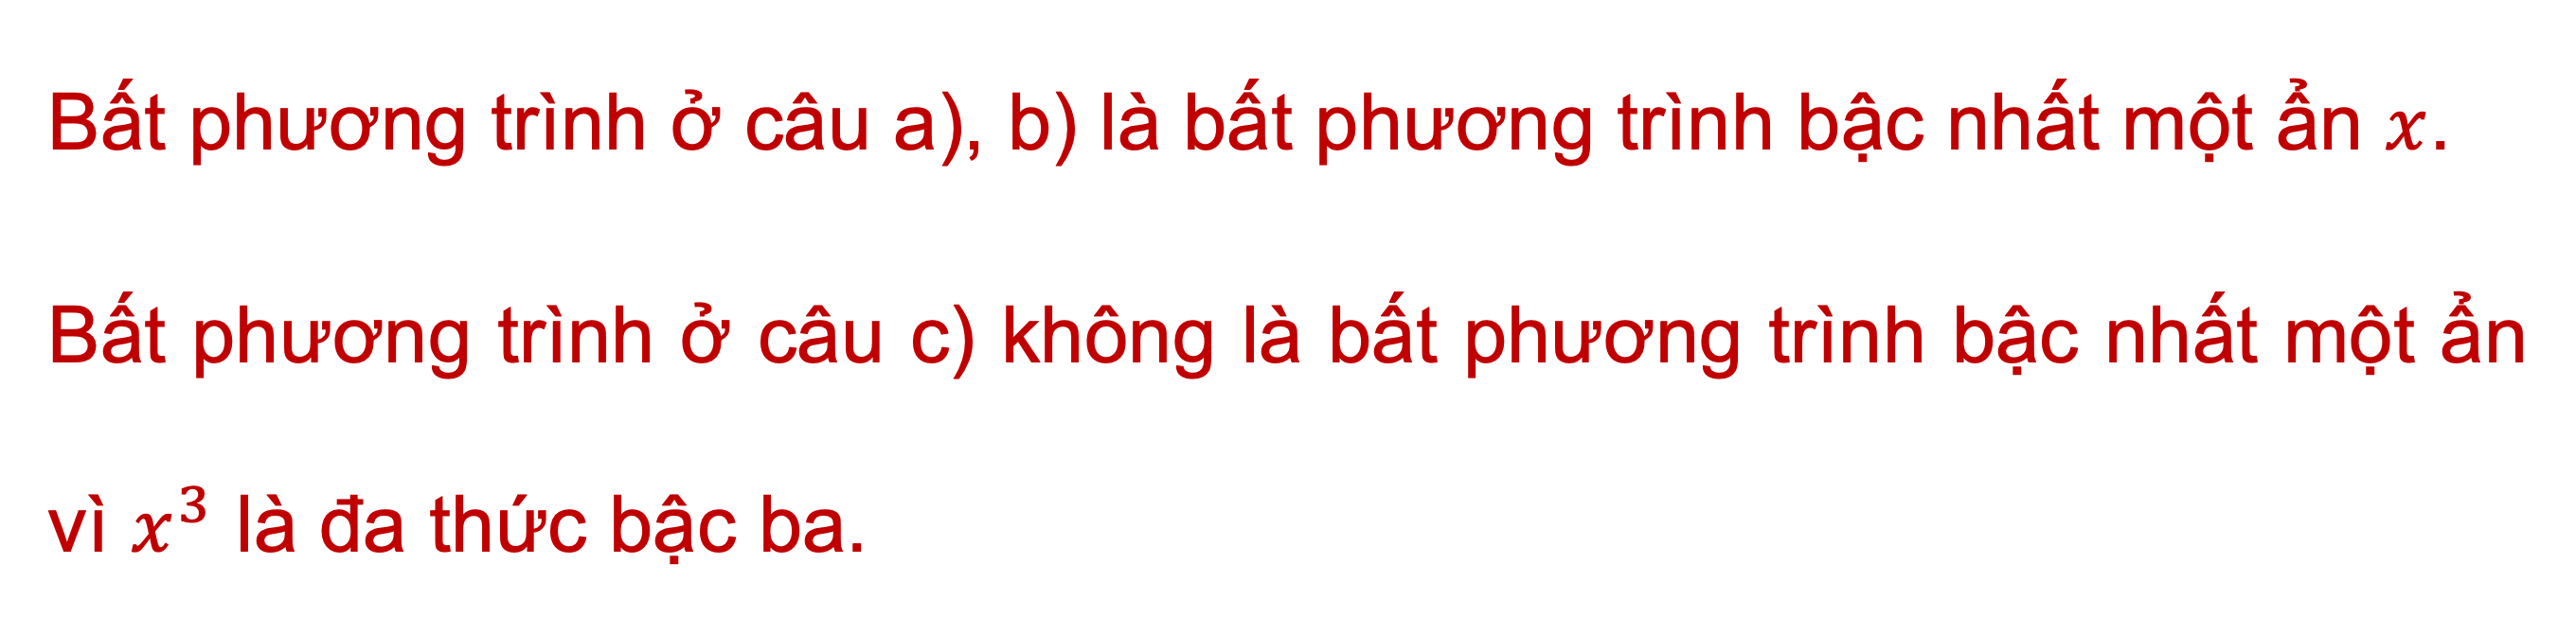 Bất phương trình ở câu a), b) là bất phương trình bậc nhất một ẩn x.
Bất phương trình ở câu c) không là bất phương trình bậc nhất một ẩn
vì x³ là đa thức bậc ba.